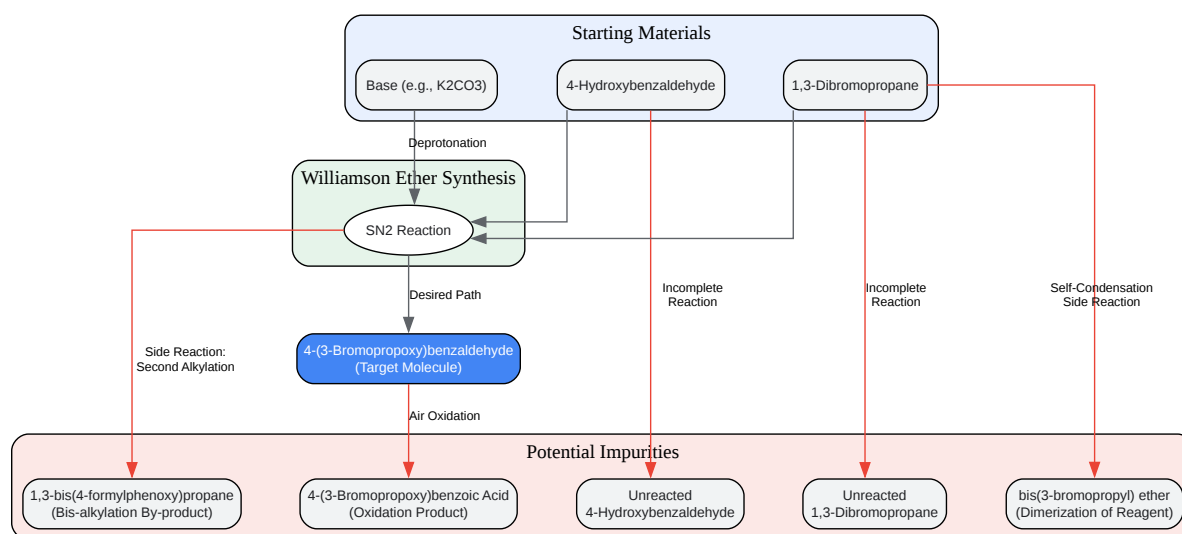 Starting Materials
Base (e.g., K2CO3)
4-Hydroxybenzaldehyde
1,3-Dibromopropane
Deprotonation
Williamson Ether Synthesis
SN2 Reaction
Desired Path
Incomplete
Reaction
Incomplete
Reaction
Self-Condensation
Side Reaction
Side Reaction:
Second Alkylation
4-(3-Bromopropoxy)benzaldehyde
(Target Molecule)
Air Oxidation
Potential Impurities
1,3-bis(4-formylphenoxy)propane
(Bis-alkylation By-product)
4-(3-Bromopropoxy)benzoic Acid
(Oxidation Product)
Unreacted
4-Hydroxybenzaldehyde
Unreacted
1,3-Dibromopropane
bis(3-bromopropyl) ether
(Dimerization of Reagent)